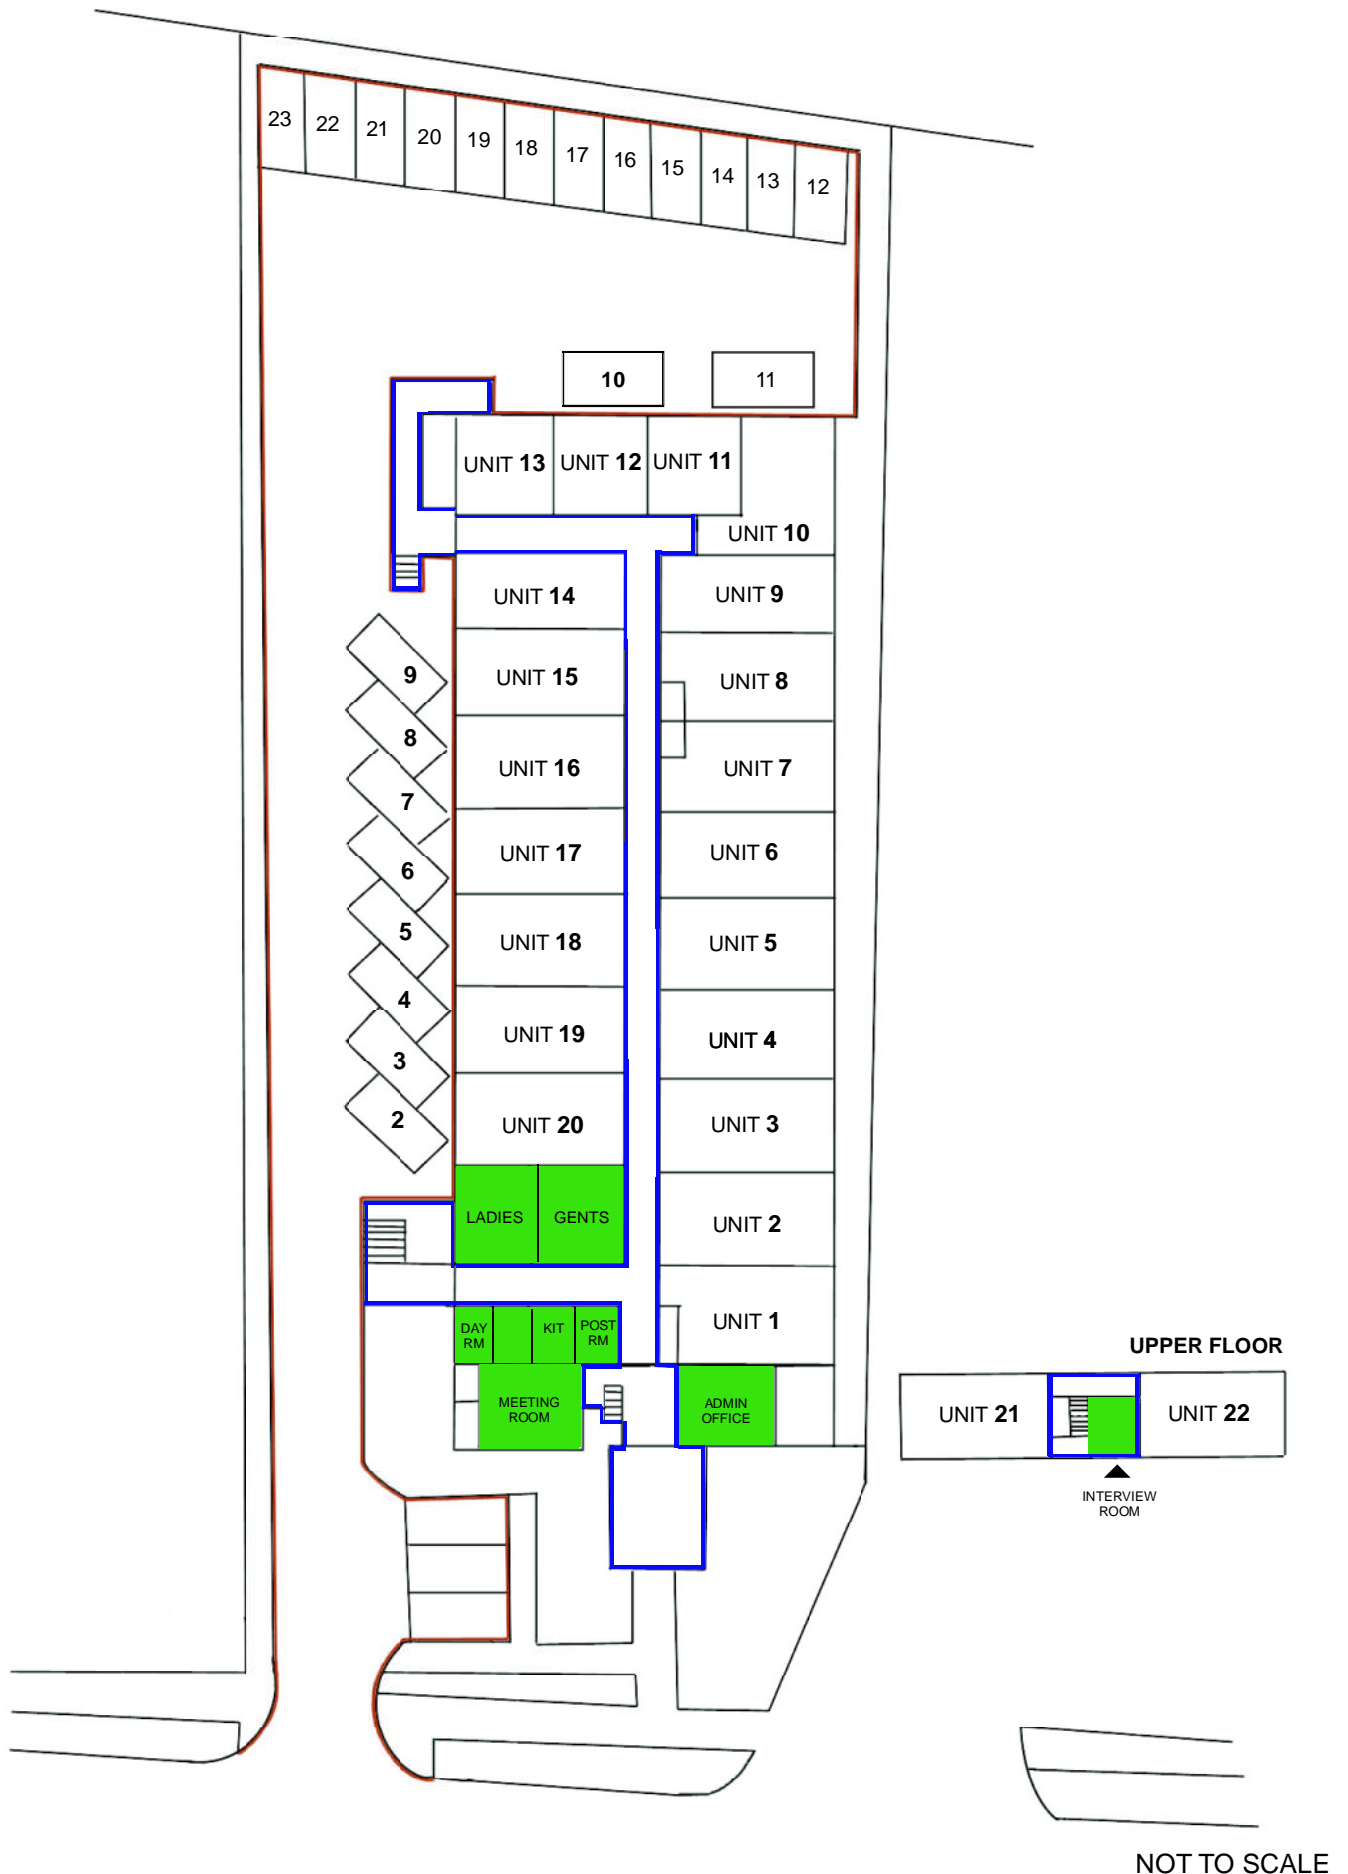 23
22
21
20
19
18
17
16
15
14
13
12
10
11
UNIT 13
UNIT 12
UNIT 11
UNIT 10
UNIT 14
UNIT 9
UNIT 15
UNIT 8
UNIT 16
UNIT 7
UNIT 17
UNIT 6
UNIT 18
UNIT 5
UNIT 19
UNIT 4
UNIT 20
UNIT 3
9
8
7
6
5
4
3
2
LADIES
GENTS
UNIT 2
DAY
RM
KIT
POST
RM
UNIT 1
MEETING
ROOM
ADMIN
OFFICE
UPPER FLOOR
UNIT 21
UNIT 22
INTERVIEW
ROOM
NOT TO SCALE